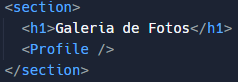 <section>
<h1>Galeria de Fotos</h1>
<Profile />
</section>